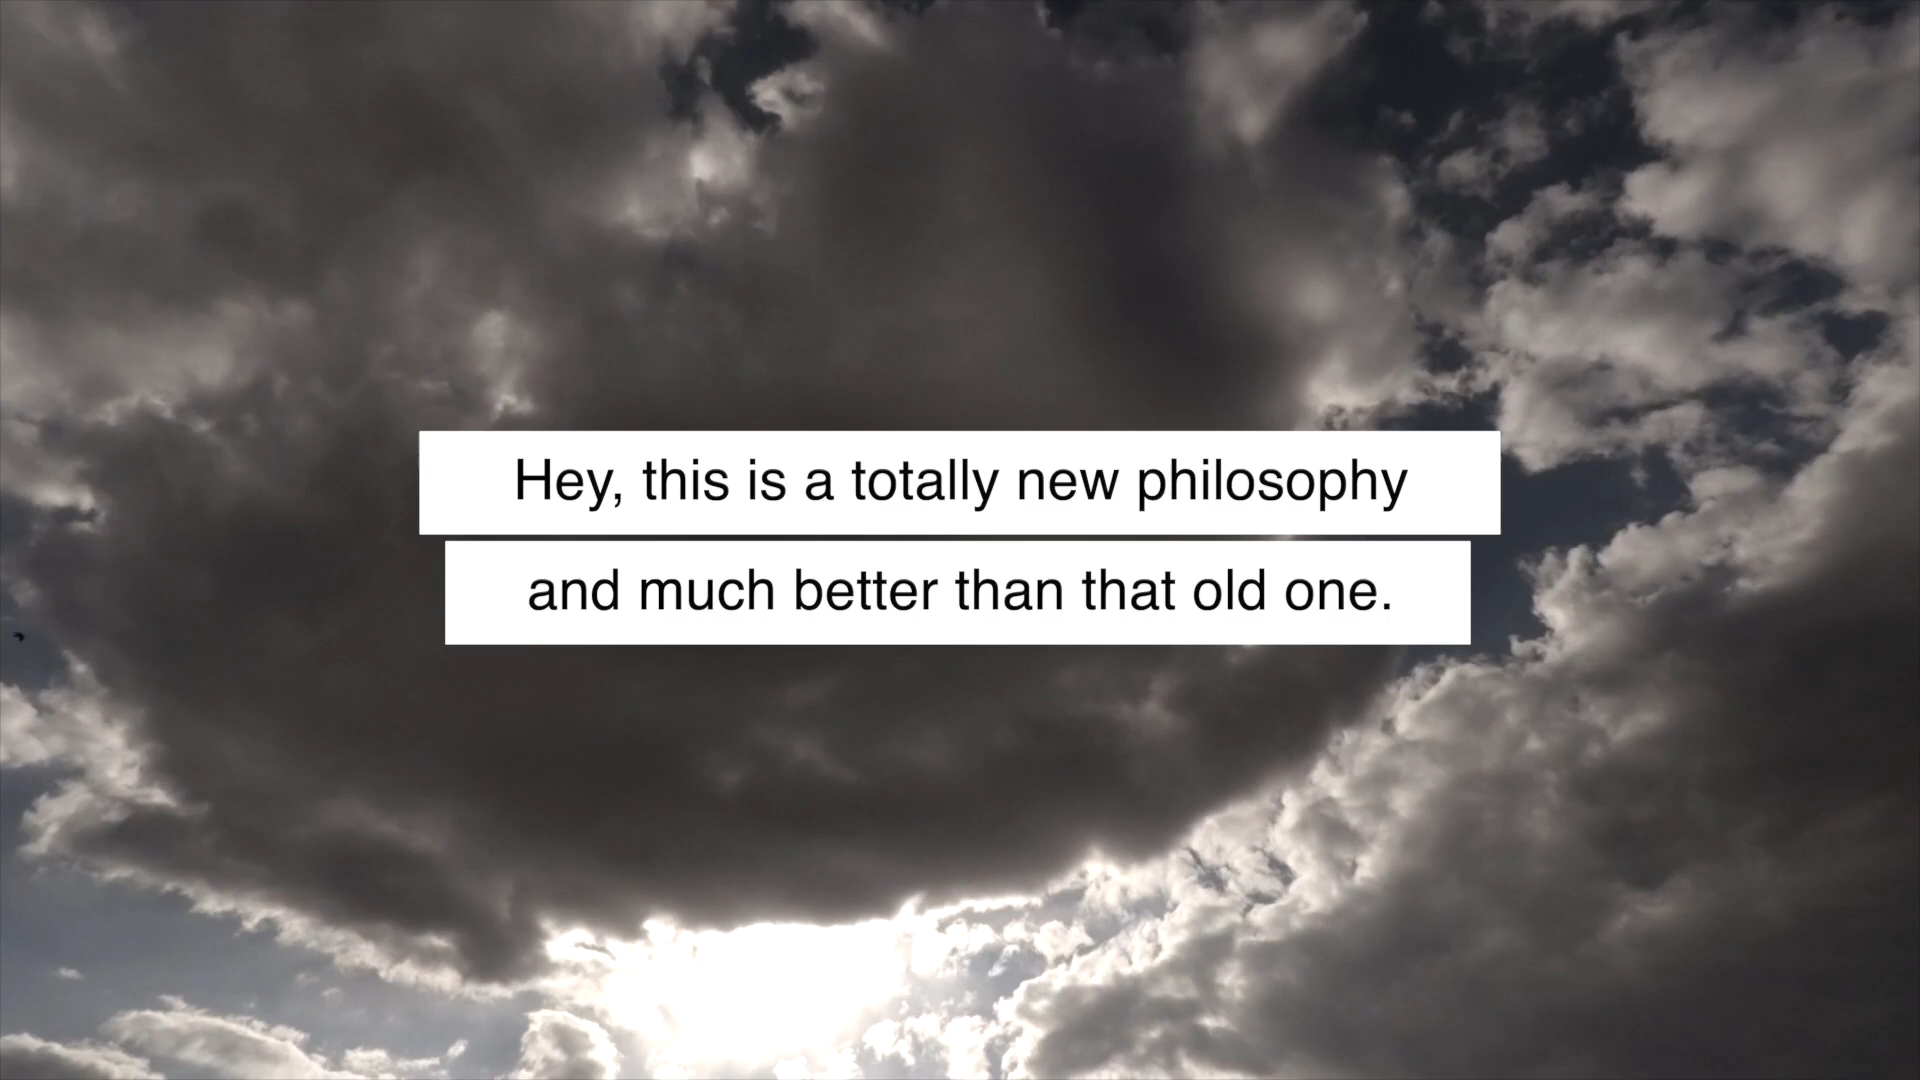 Hey, this is a totally new philosophy
and much better than that old one.